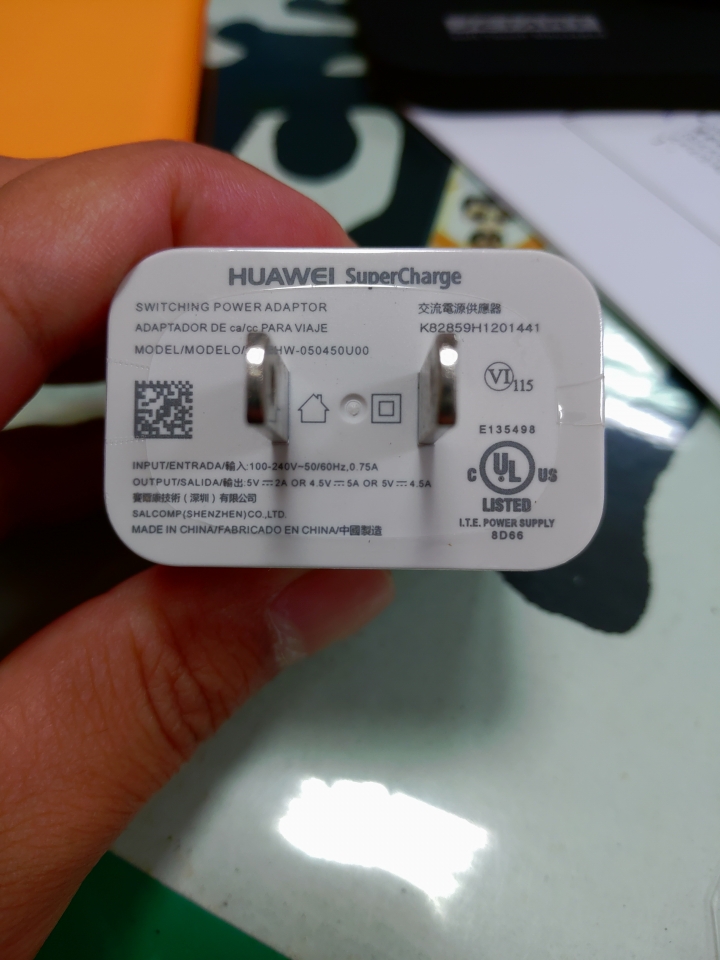 HUAWEI SuperCharge
SWITCHING POWER ADAPTOR
交流電源供應器
ADAPTADOR DE ca/cc PARA VIAJE
K82859H1201441
MODEL/MODELO/ HW-050450U00
VI 115
E135498
INPUT/ENTRADA/輸入:100-240V~50/60Hz,0.75A
OUTPUT/SALIDA/輸出:5V⎓2A OR 4.5V⎓5A OR 5V⎓4.5A
賽爾康技術(深圳)有限公司
SALCOMP(SHENZHEN)CO.,LTD.
MADE IN CHINA/FABRICADO EN CHINA/中國製造
C UL US
LISTED
I.T.E. POWER SUPPLY
8D66